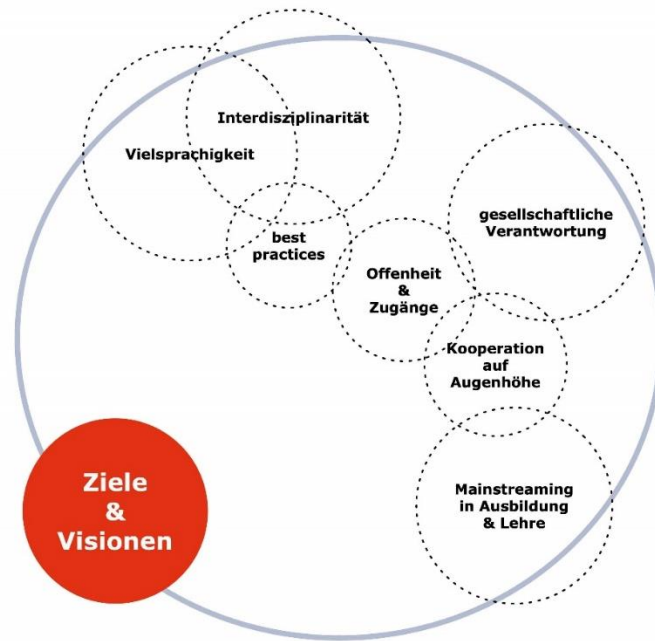 Interdisziplinarität
Vielsprachigkeit
best
practices
gesellschaftliche
Verantwortung
Offenheit
&
Zugänge
Kooperation
auf
Augenhöhe
Mainstreaming
in Ausbildung
& Lehre
Ziele
&
Visionen